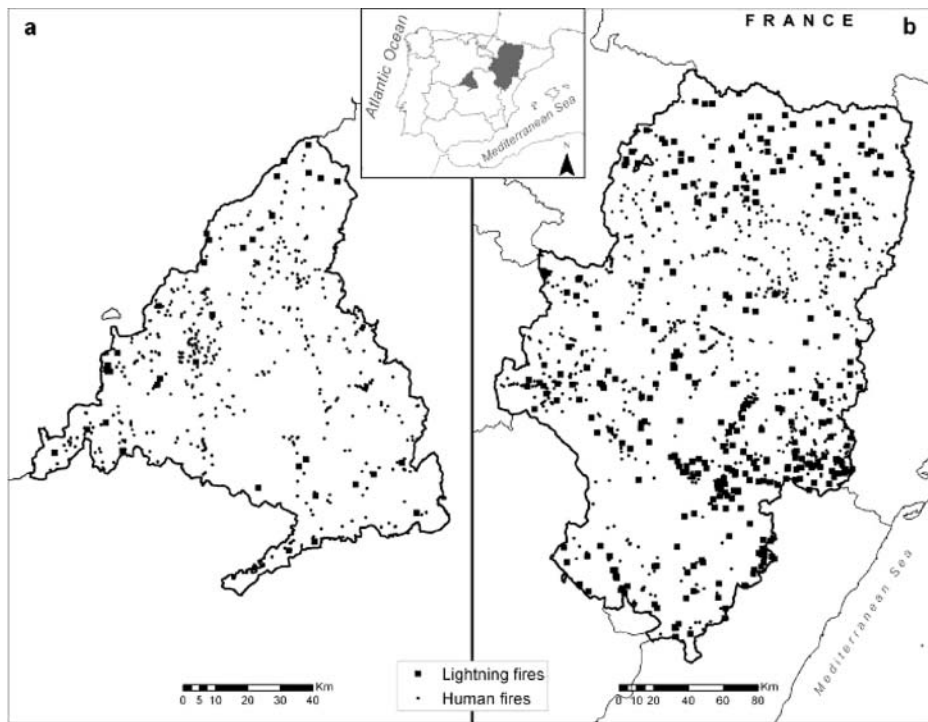 a
FRANCE
b
Atlantic Ocean
Mediterranean Sea
N
Mediterranean Sea
Lightning fires
Human fires
Km
0 5 10 20 30 40
Km
0 10 20 40 60 80